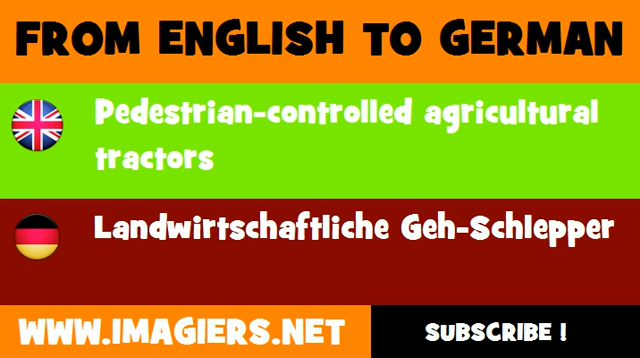 FROM ENGLISH TO GERMAN
Pedestrian-controlled agricultural
tractors
Landwirtschaftliche Geh-Schlepper
WWW.IMAGIERS.NET
SUBSCRIBE !